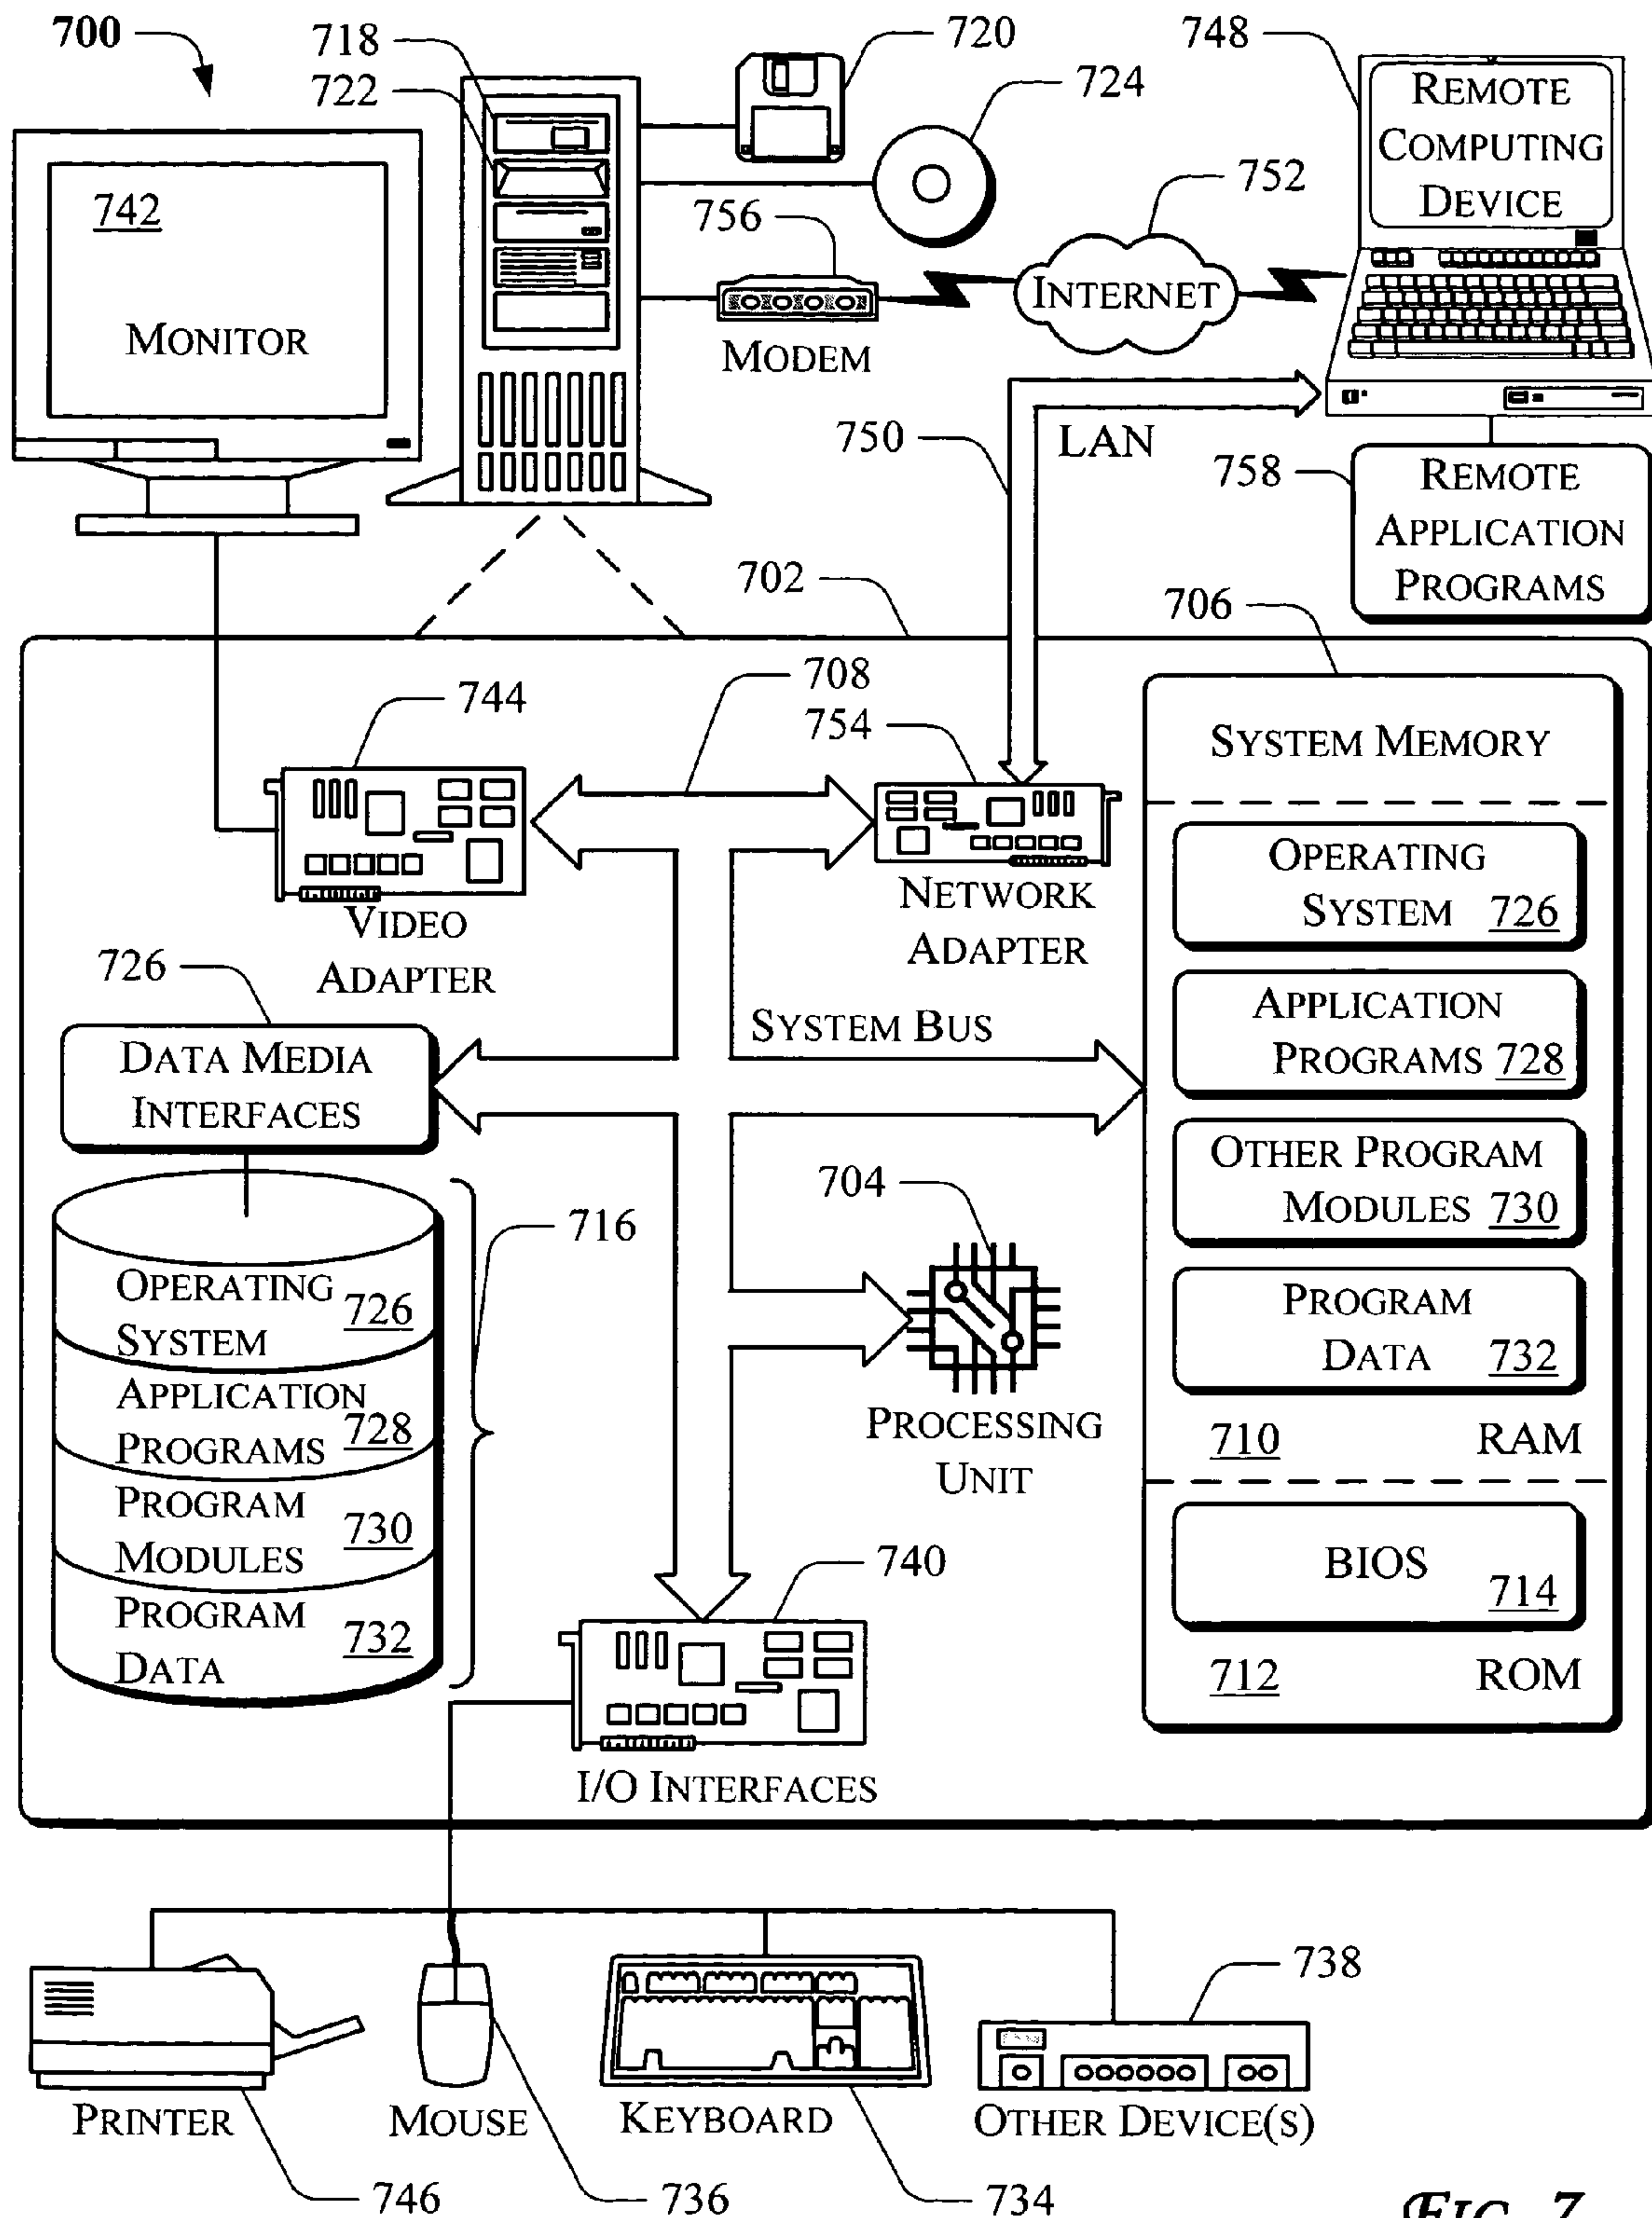 700
718
722
720
724
748
REMOTE
COMPUTING
DEVICE
742
MONITOR
756
MODEM
752
INTERNET
750
LAN
758
REMOTE
APPLICATION
PROGRAMS
702
706
708
744
754
SYSTEM MEMORY
VIDEO
ADAPTER
NETWORK
ADAPTER
OPERATING
SYSTEM 726
726
DATA MEDIA
INTERFACES
SYSTEM BUS
APPLICATION
PROGRAMS 728
OTHER PROGRAM
MODULES 730
704
716
PROCESSING
UNIT
PROGRAM
DATA 732
710 RAM
OPERATING
SYSTEM 726
APPLICATION
PROGRAMS 728
PROGRAM
MODULES 730
PROGRAM
DATA 732
BIOS
714
712 ROM
740
I/O INTERFACES
738
PRINTER
MOUSE
KEYBOARD
OTHER DEVICE(S)
746
736
734
FIG. 7